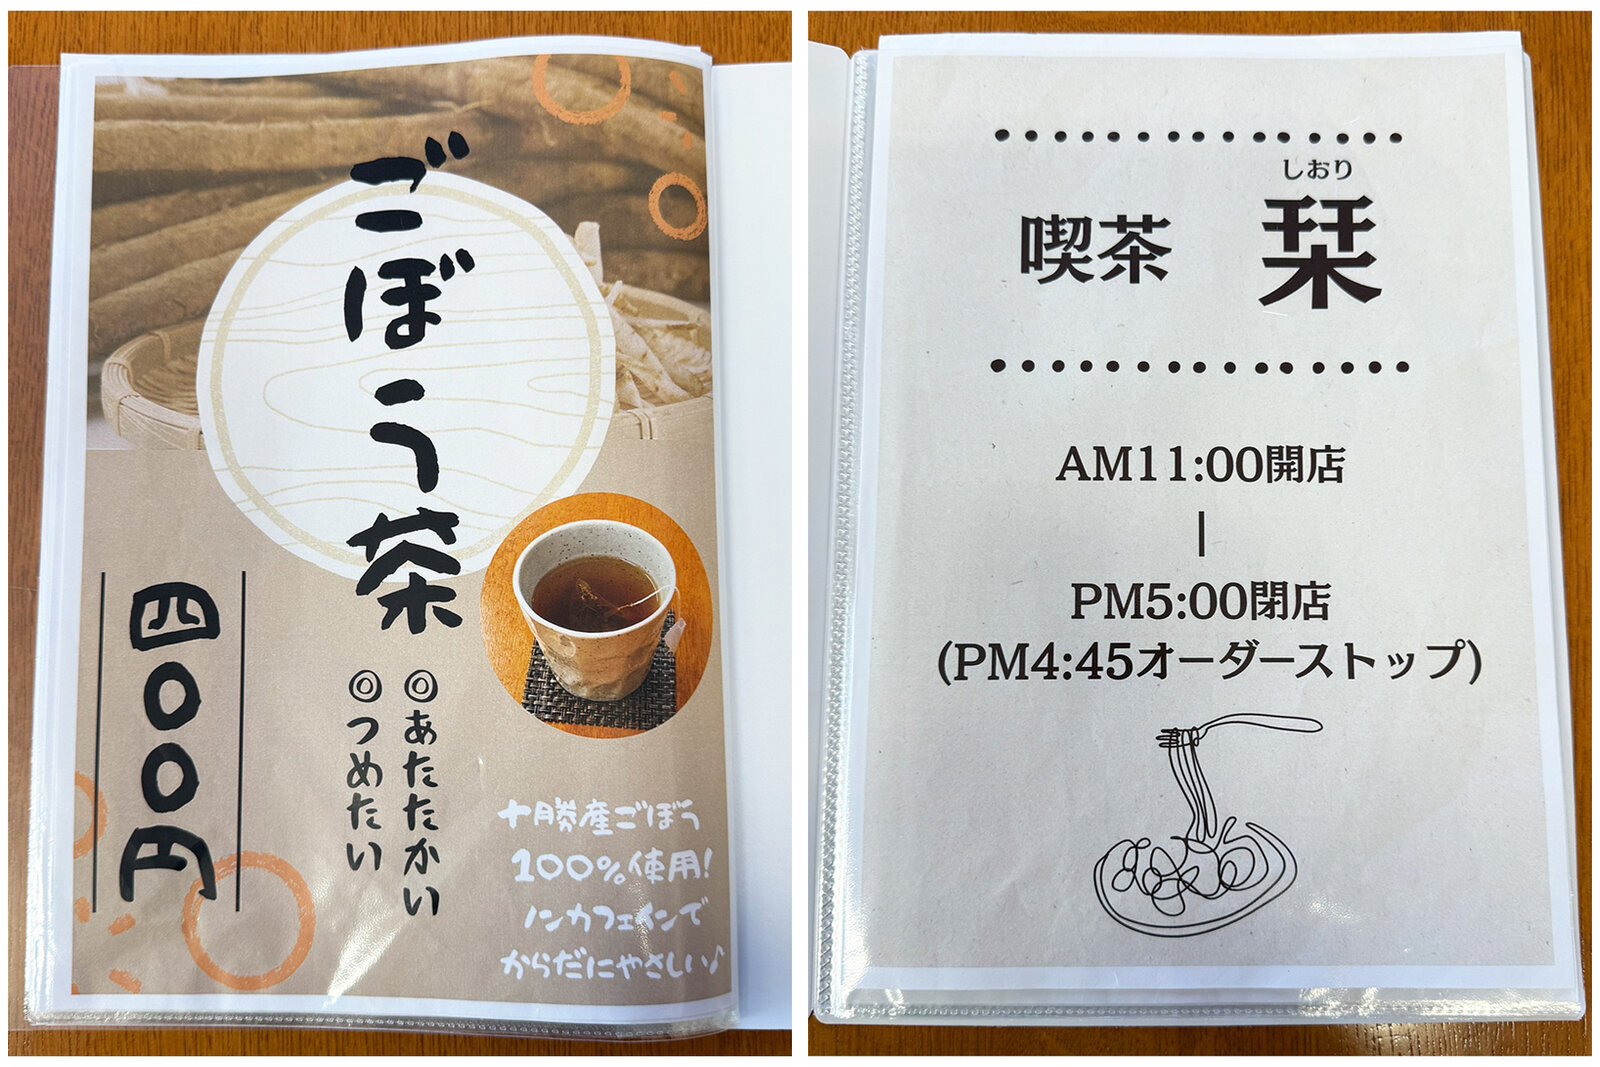 ごぼう茶
◎あたたかい
◎つめたい
四〇〇円
十勝産ごぼう
100%使用!
ノンカフェインで
からだにやさしい♪
しおり
喫茶 栞
AM11:00開店
|
PM5:00閉店
(PM4:45オーダーストップ)